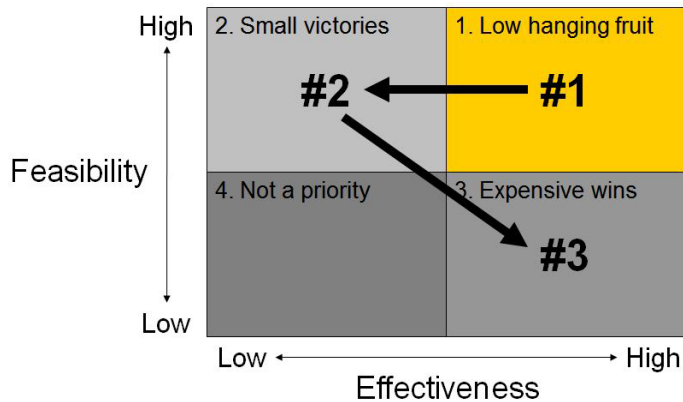 High
2. Small victories
1. Low hanging fruit
#2
#1
Feasibility
4. Not a priority
3. Expensive wins
#3
Low
Low
High
Effectiveness